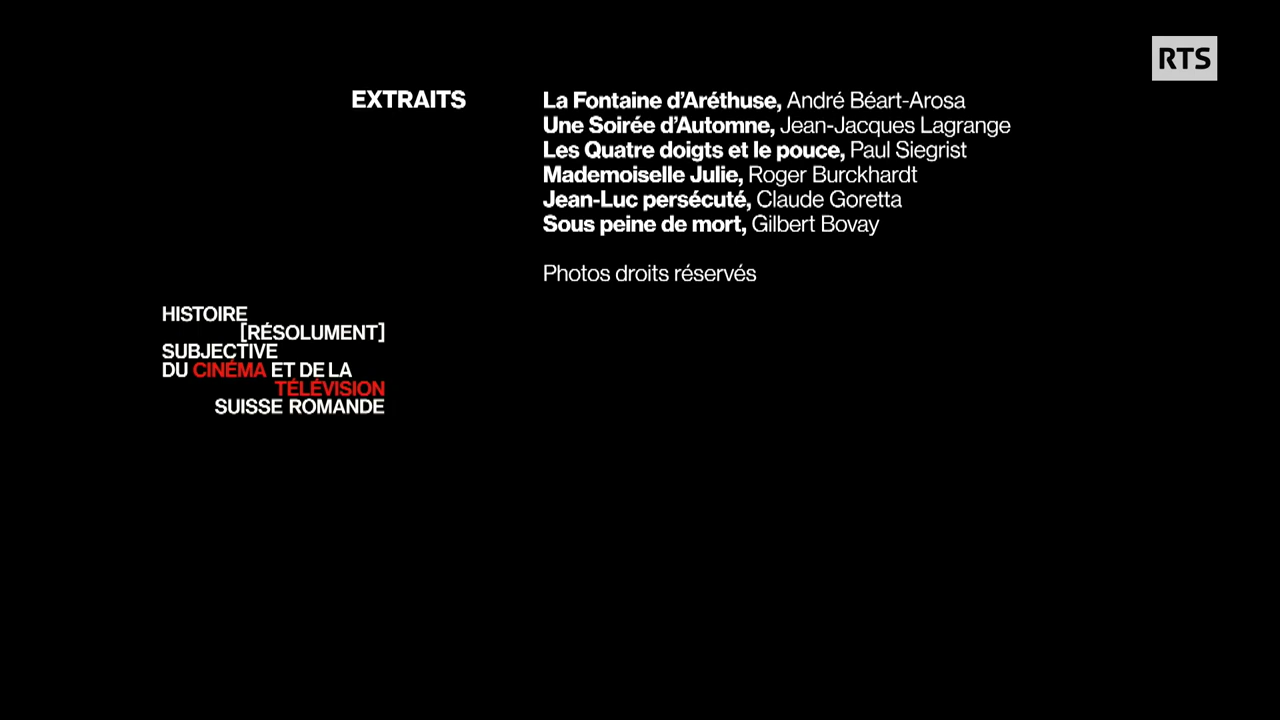 RTS
EXTRAITS
La Fontaine d’Aréthuse, André Béart-Arosa
Une Soirée d’Automne, Jean-Jacques Lagrange
Les Quatre doigts et le pouce, Paul Siegrist
Mademoiselle Julie, Roger Burckhardt
Jean-Luc persécuté, Claude Goretta
Sous peine de mort, Gilbert Bovay
Photos droits réservés
HISTOIRE
[RÉSOLUMENT]
SUBJECTIVE
DU CINÉMA ET DE LA
TÉLÉVISION
SUISSE ROMANDE